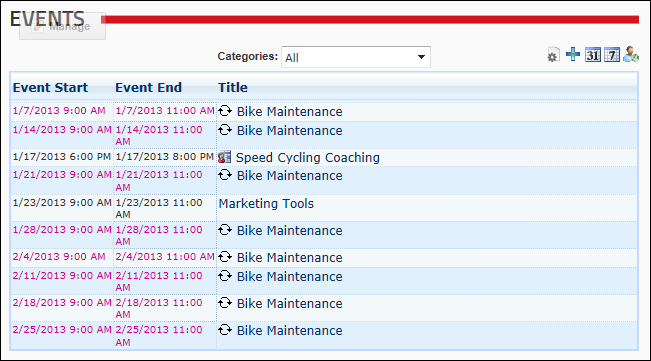 EVENTS
Manage
Categories: All
31 7
Event Start Event End Title
1/7/2013 9:00 AM 1/7/2013 11:00 AM Bike Maintenance
1/14/2013 9:00 AM 1/14/2013 11:00 Bike Maintenance
AM
1/17/2013 6:00 PM 1/17/2013 8:00 PM Speed Cycling Coaching
1/21/2013 9:00 AM 1/21/2013 11:00 Bike Maintenance
AM
1/23/2013 9:00 AM 1/23/2013 11:00 Marketing Tools
AM
1/28/2013 9:00 AM 1/28/2013 11:00 Bike Maintenance
AM
2/4/2013 9:00 AM 2/4/2013 11:00 AM Bike Maintenance
2/11/2013 9:00 AM 2/11/2013 11:00 Bike Maintenance
AM
2/18/2013 9:00 AM 2/18/2013 11:00 Bike Maintenance
AM
2/25/2013 9:00 AM 2/25/2013 11:00 Bike Maintenance
AM